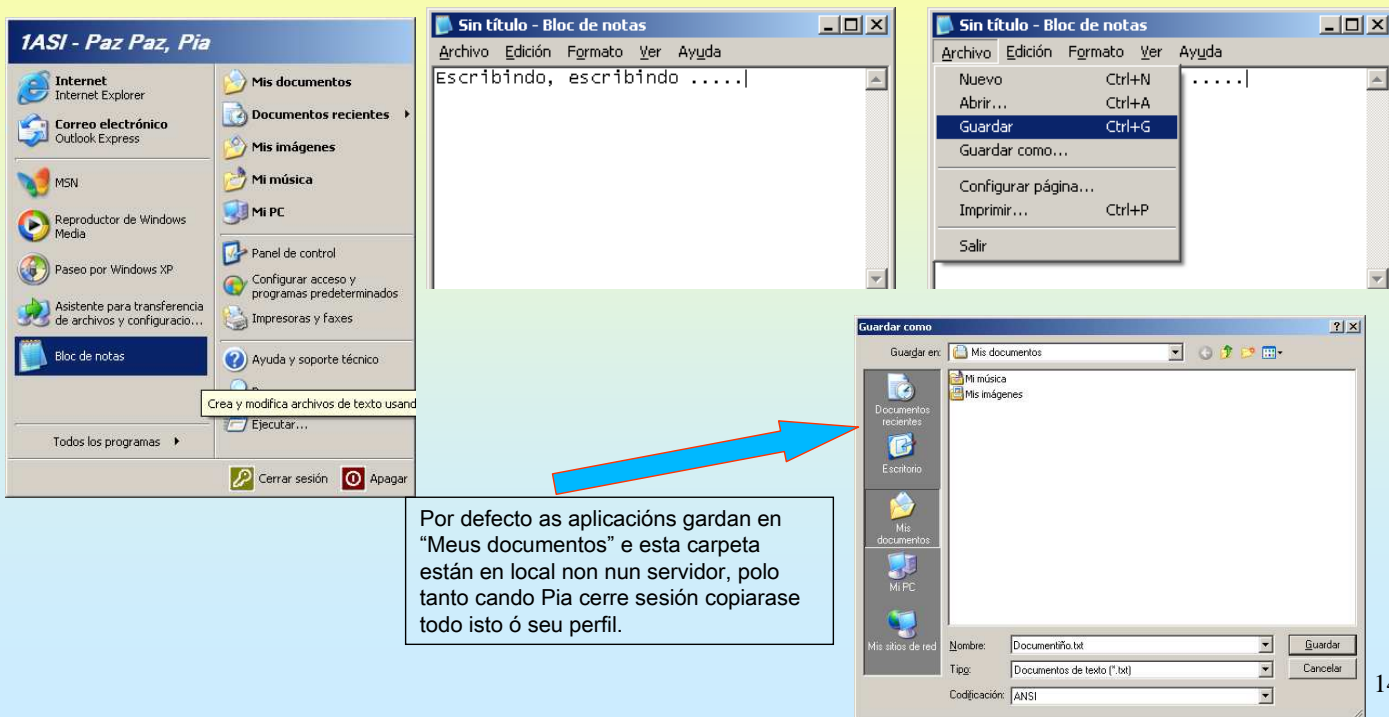 1ASI - Paz Paz, Pia
Internet
Internet Explorer
Correo electrónico
Outlook Express
MSN
Reproductor de Windows
Media
Paseo por Windows XP
Asistente para transferencia
de archivos y configuracio...
Bloc de notas
Todos los programas
Mis documentos
Documentos recientes
Mis imágenes
Mi música
Mi PC
Panel de control
Configurar acceso y
programas predeterminados
Impresoras y faxes
Ayuda y soporte técnico
Crea y modifica archivos de texto usand
Ejecutar...
Cerrar sesión Apagar
Sin título - Bloc de notas
Archivo Edición Formato Ver Ayuda
Escribindo, escribindo .....
Sin título - Bloc de notas
Archivo Edición Formato Ver Ayuda
.....
Nuevo Ctrl+N
Abrir... Ctrl+A
Guardar Ctrl+G
Guardar como...
Configurar página...
Imprimir... Ctrl+P
Salir
Por defecto as aplicacións gardan en
“Meus documentos” e esta carpeta
están en local non nun servidor, polo
tanto cando Pia cerre sesión copiarase
todo isto ó seu perfil.
Guardar como
Guardar en: Mis documentos
Mi música
Mis imágenes
Documentos
recientes
Escritorio
Mis
documentos
Mi PC
Mis sitios de red
Nombre: Documentiño.txt Guardar
Tipo: Documentos de texto (*.txt) Cancelar
Codificación: ANSI
14